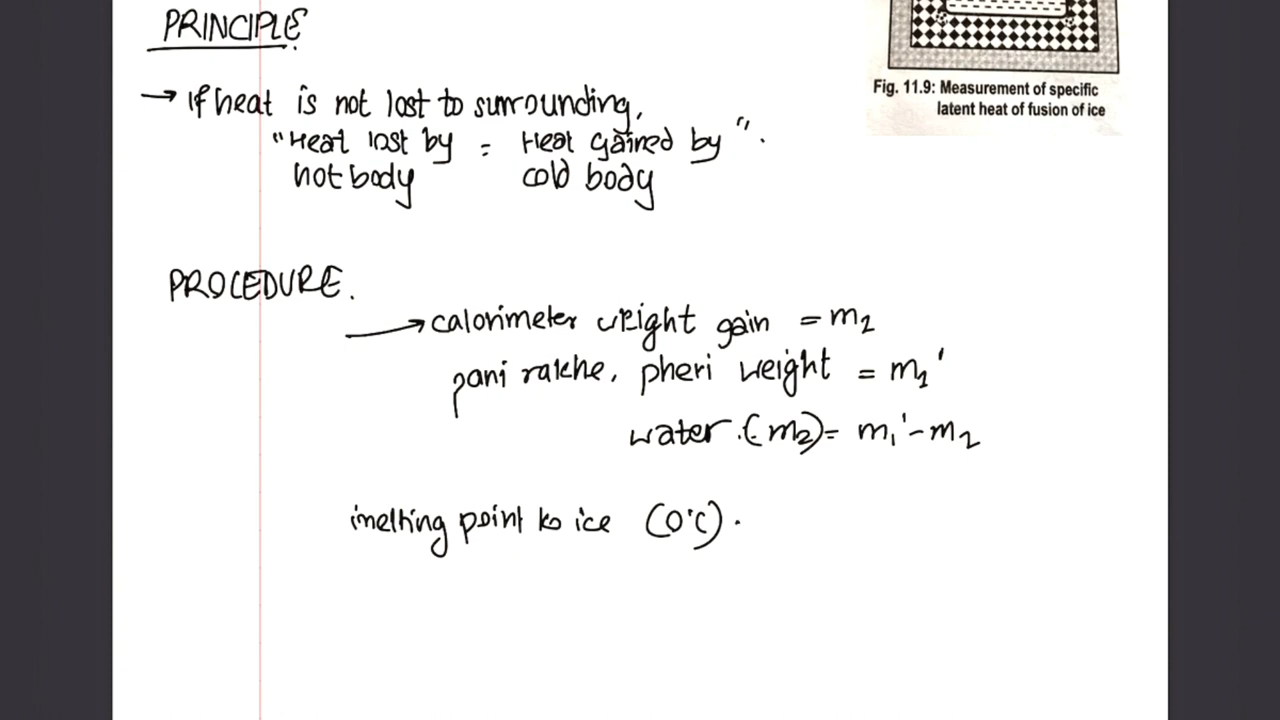 PRINCIPLE.
Fig. 11.9: Measurement of specific
latent heat of fusion of ice
→ If heat is not lost to surrounding,
"Heat lost by = Heat gained by".
hot body cold body
PROCEDURE.
→ calorimeter weight gain = m2
pani rakhe, pheri weight = m1'
water.(m2) = m1' - m2
melting point ko ice (0°C).